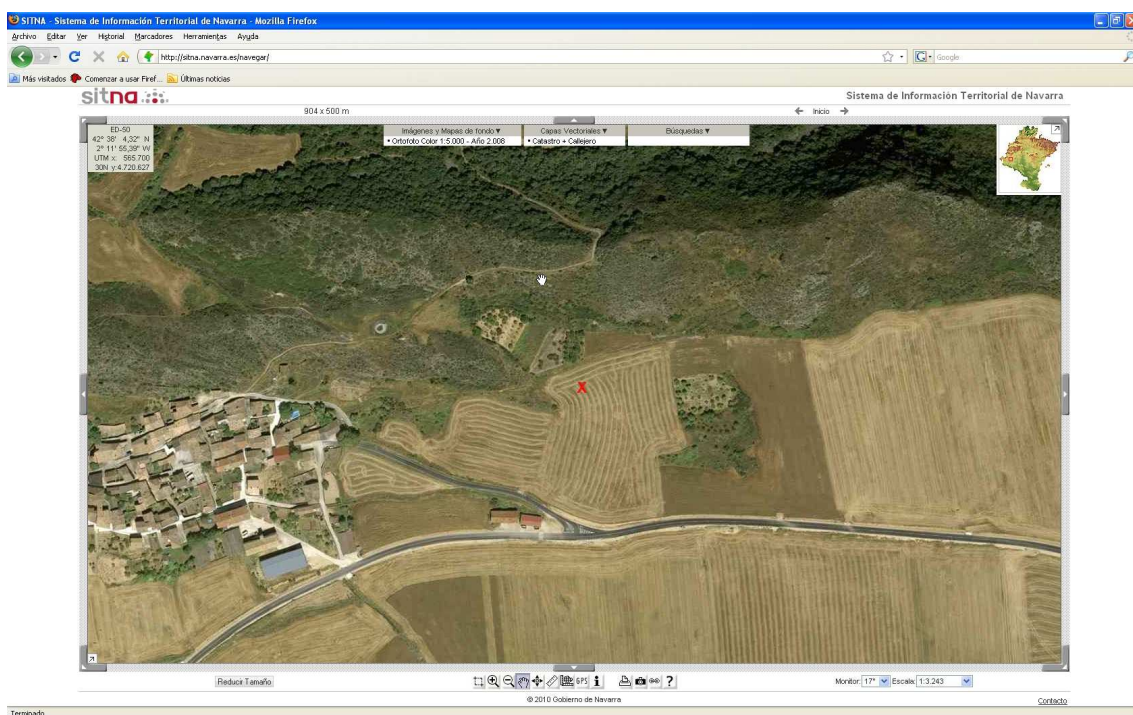 SITNA - Sistema de Información Territorial de Navarra - Mozilla Firefox
Archivo Editar Ver Historial Marcadores Herramientas Ayuda
http://sitna.navarra.es/navegar/
Google
Más visitados Comenzar a usar Firef... Últimas noticias
sitna
Sistema de Información Territorial de Navarra
904 x 500 m
Inicio
ED-50
42° 38' 4,32" N
2° 11' 55,39" W
UTM x: 565.700
30N y:4.720.627
Imágenes y Mapas de fondo ▼
• Ortofoto Color 1:5.000 - Año 2.008
Capas Vectoriales ▼
• Catastro + Callejero
Búsquedas ▼
X
Reducir Tamaño
GPS i ?
Monitor: 17" Escala: 1:3.243
© 2010 Gobierno de Navarra
Contacto
Terminado